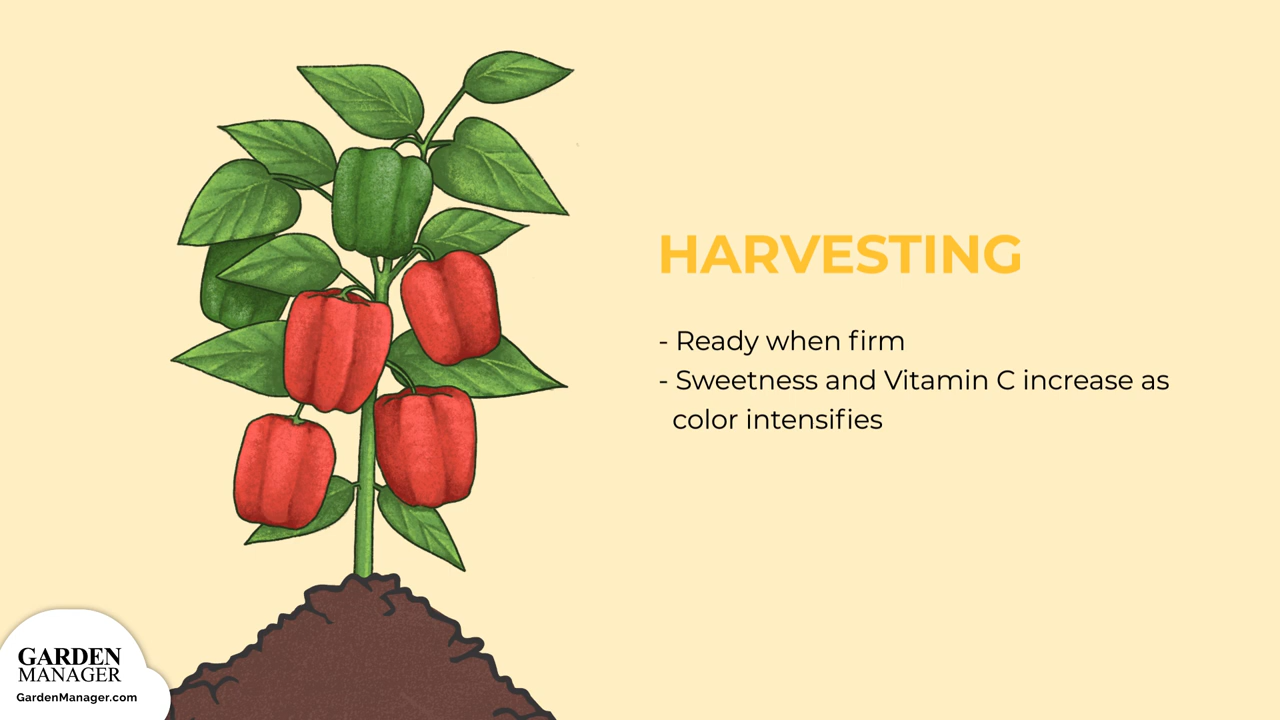 HARVESTING
- Ready when firm
- Sweetness and Vitamin C increase as
color intensifies
GARDEN
MANAGER
GardenManager.com